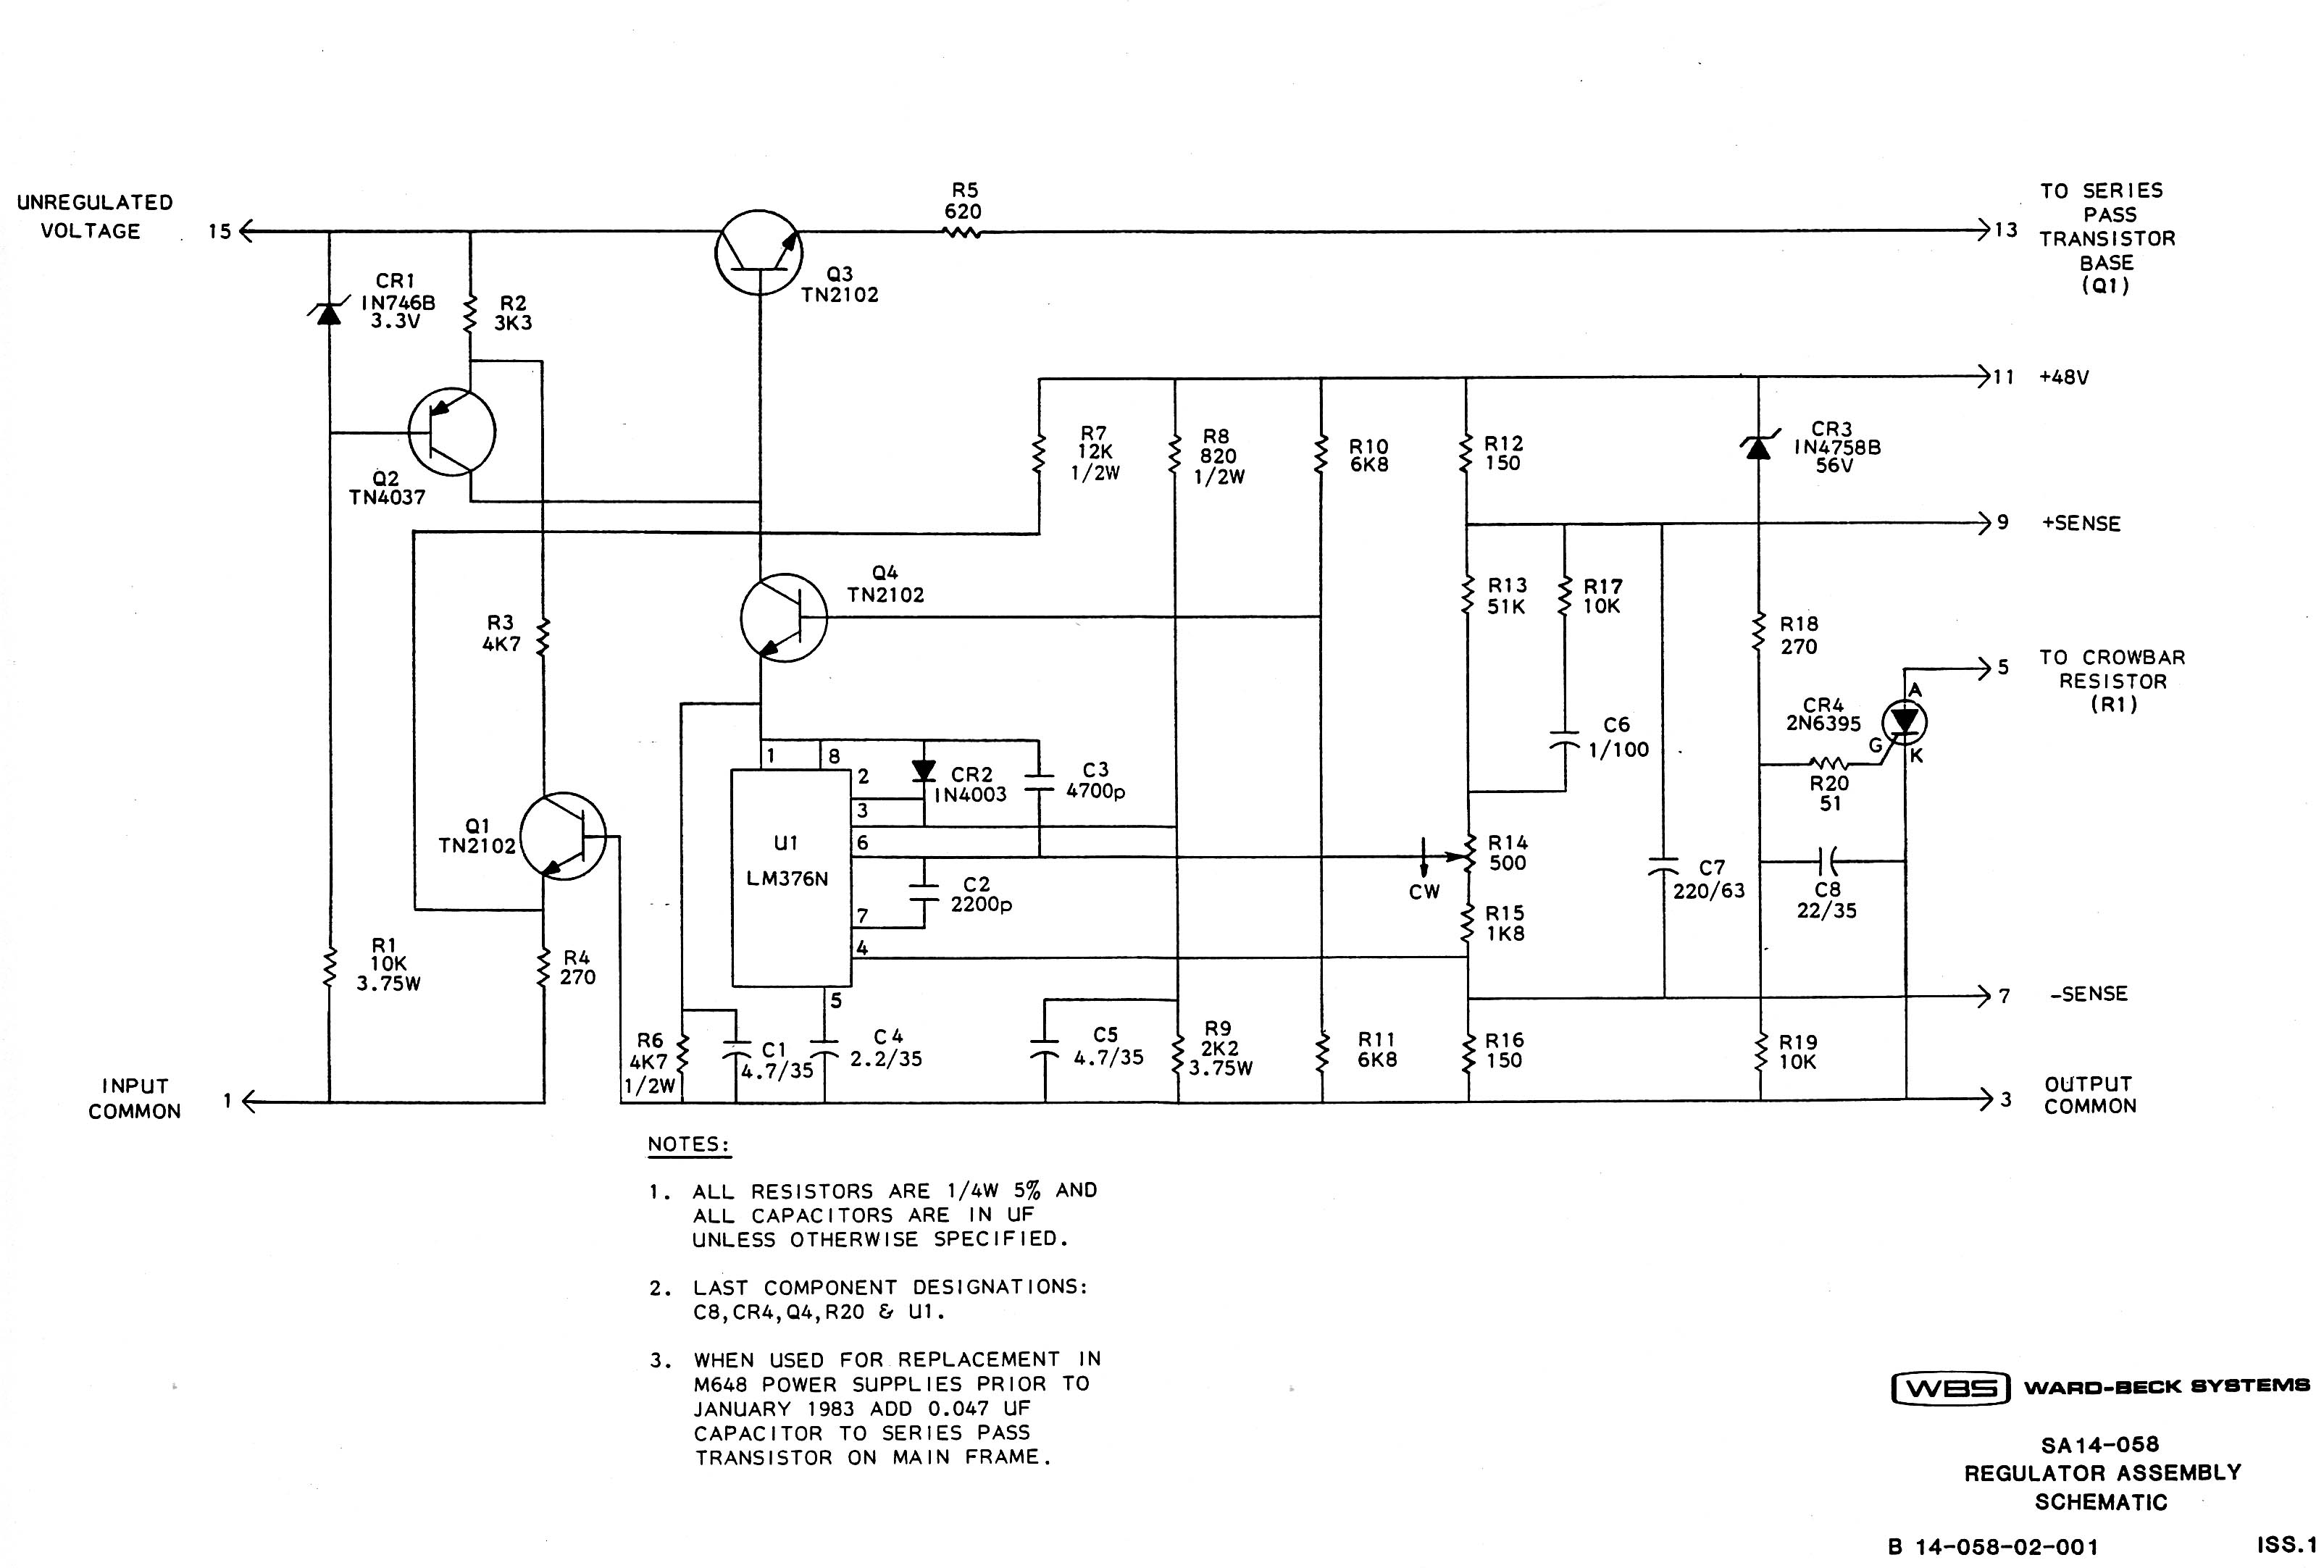 UNREGULATED
VOLTAGE
15
R5
620
13
TO SERIES
PASS
TRANSISTOR
BASE
(Q1)
CR1
IN746B
3.3V
R2
3K3
Q3
TN2102
11
+48V
Q2
TN4037
R7
12K
1/2W
R8
820
1/2W
R10
6K8
R12
150
CR3
IN4758B
56V
9
+SENSE
Q4
TN2102
R13
51K
R17
10K
R3
4K7
R18
270
5
TO CROWBAR
RESISTOR
(R1)
A
CR4
2N6395
G
K
C6
1/100
R20
51
1
8
2
3
6
7
4
5
CR2
IN4003
C3
4700p
U1
LM376N
Q1
TN2102
C2
2200p
R14
500
CW
R15
1K8
C7
220/63
C8
22/35
R1
10K
3.75W
R4
270
7
-SENSE
R6
4K7
1/2W
C1
4.7/35
C4
2.2/35
C5
4.7/35
R9
2K2
3.75W
R11
6K8
R16
150
R19
10K
INPUT
COMMON
1
3
OUTPUT
COMMON
NOTES:
1. ALL RESISTORS ARE 1/4W 5% AND
ALL CAPACITORS ARE IN UF
UNLESS OTHERWISE SPECIFIED.
2. LAST COMPONENT DESIGNATIONS:
C8,CR4,Q4,R20 & U1.
3. WHEN USED FOR REPLACEMENT IN
M648 POWER SUPPLIES PRIOR TO
JANUARY 1983 ADD 0.047 UF
CAPACITOR TO SERIES PASS
TRANSISTOR ON MAIN FRAME.
WBS WARD-BECK SYSTEMS
SA14-058
REGULATOR ASSEMBLY
SCHEMATIC
B 14-058-02-001 ISS.1